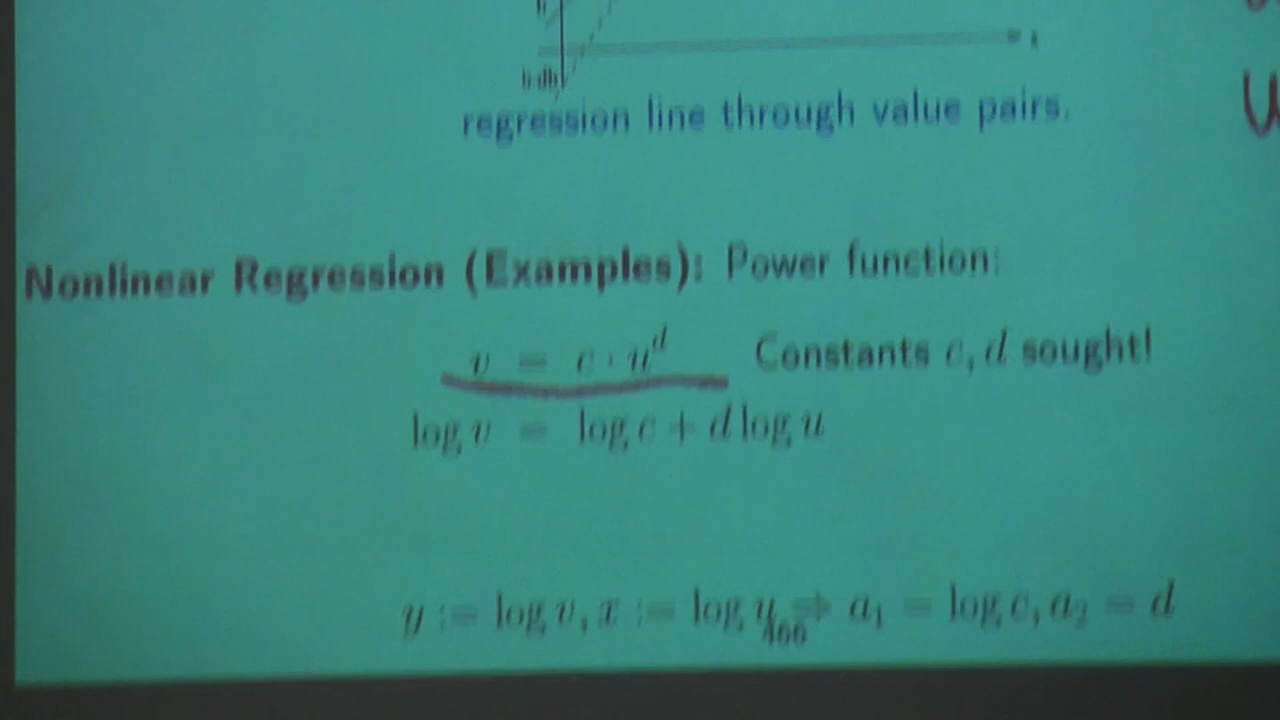 regression line through value pairs.
Nonlinear Regression (Examples): Power function:
v = c · u^d Constants c, d sought!
log v = log c + d log u
y := log v, x := log u ⇒ a₁ = log c, a₂ = d
466